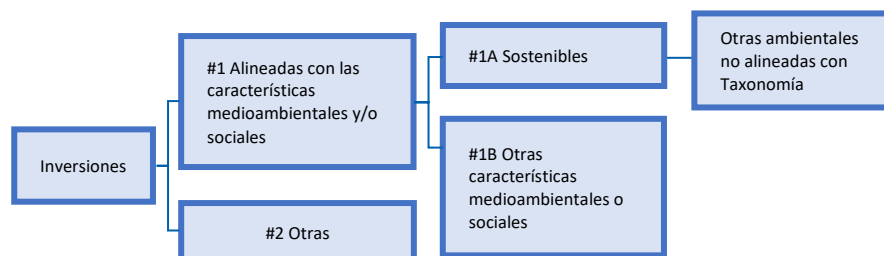 Inversiones
#1 Alineadas con las
características
medioambientales y/o
sociales
#2 Otras
#1A Sostenibles
#1B Otras
características
medioambientales o
sociales
Otras ambientales
no alineadas con
Taxonomía